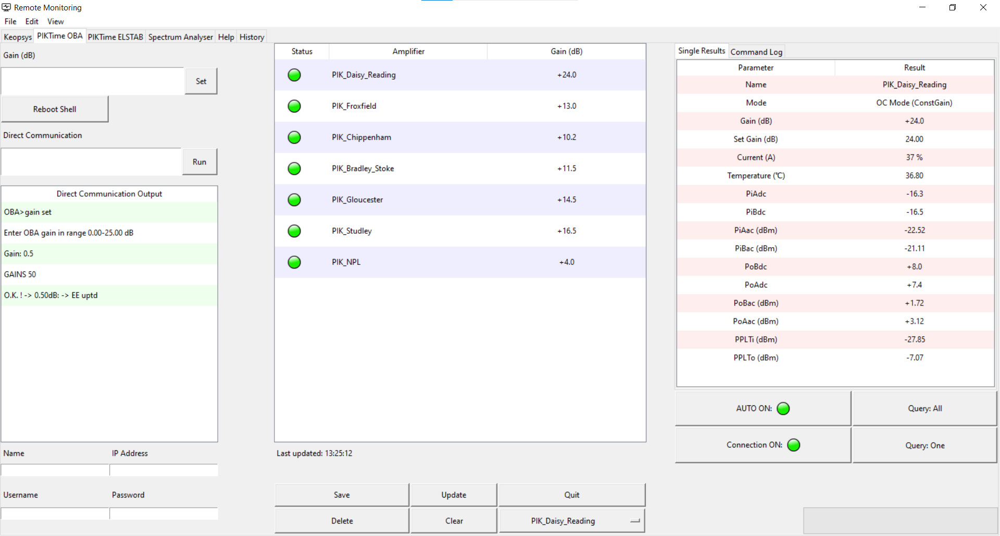 Remote Monitoring
File Edit View
Keopsys PIKTime OBA PIKTime ELSTAB Spectrum Analyser Help History
Gain (dB)
Set
Reboot Shell
Direct Communication
Run
Direct Communication Output
OBA>gain set
Enter OBA gain in range 0.00-25.00 dB
Gain: 0.5
GAINS 50
O.K. ! -> 0.50dB: -> EE uptd
Name IP Address
Username Password
Status Amplifier Gain (dB)
PIK_Daisy_Reading +24.0
PIK_Froxfield +13.0
PIK_Chippenham +10.2
PIK_Bradley_Stoke +11.5
PIK_Gloucester +14.5
PIK_Studley +16.5
PIK_NPL +4.0
Last updated: 13:25:12
Save Update Quit
Delete Clear PIK_Daisy_Reading
Single Results Command Log
Parameter Result
Name PIK_Daisy_Reading
Mode OC Mode (ConstGain)
Gain (dB) +24.0
Set Gain (dB) 24.00
Current (A) 37 %
Temperature (℃) 36.80
PiAdc -16.3
PiBdc -16.5
PiAac (dBm) -22.52
PiBac (dBm) -21.11
PoBdc +8.0
PoAdc +7.4
PoBac (dBm) +1.72
PoAac (dBm) +3.12
PPLTi (dBm) -27.85
PPLTo (dBm) -7.07
AUTO ON: Query: All
Connection ON: Query: One